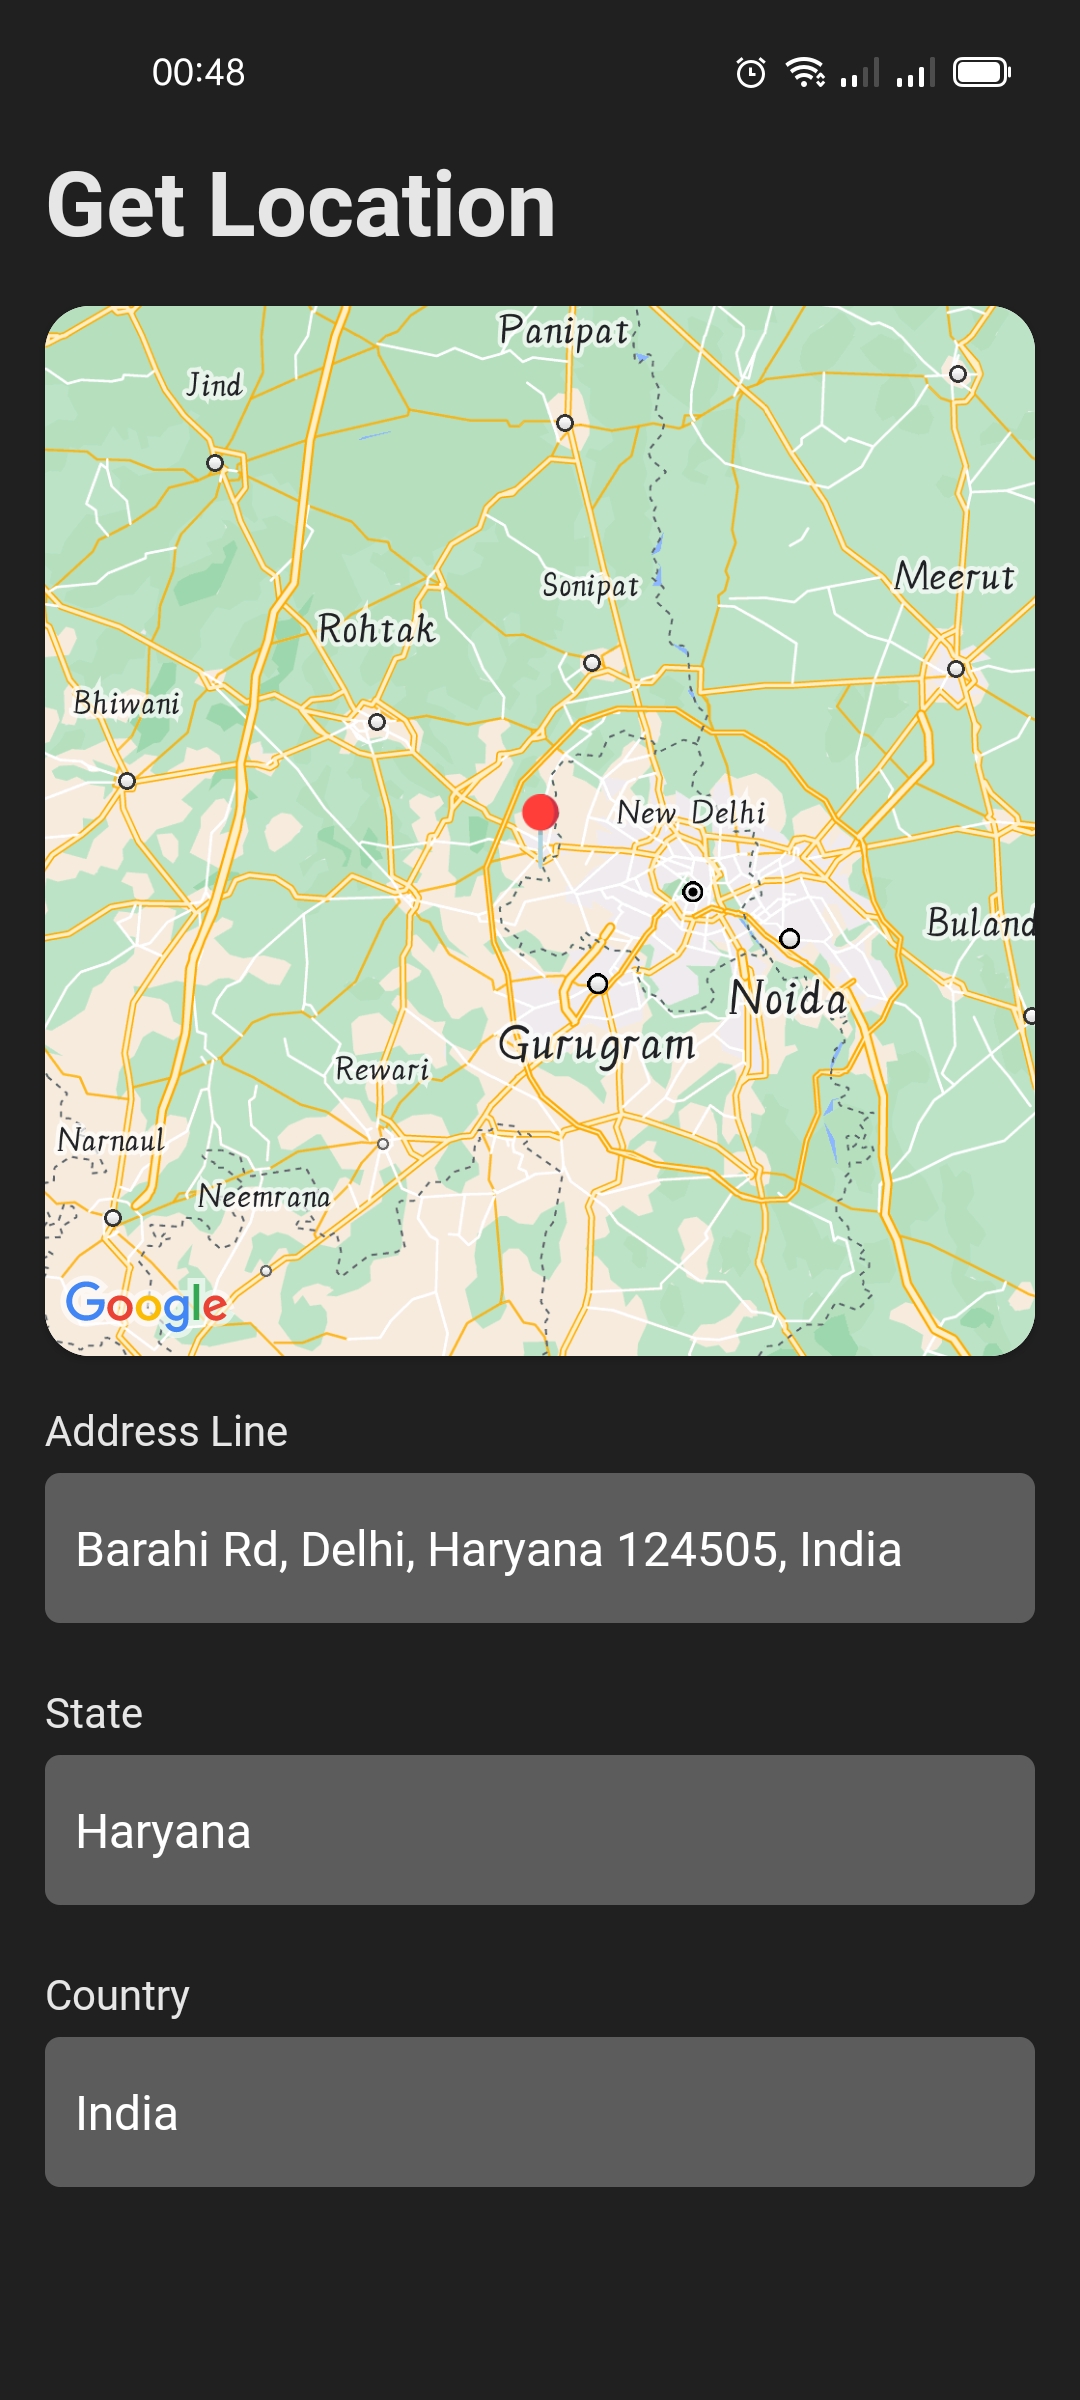 00:48
Get Location
Panipat
Jind
Sonipat
Meerut
Rohtak
Bhiwani
New Delhi
Buland
Noida
Gurugram
Rewari
Narnaul
Neemrana
Google
Address Line
Barahi Rd, Delhi, Haryana 124505, India
State
Haryana
Country
India